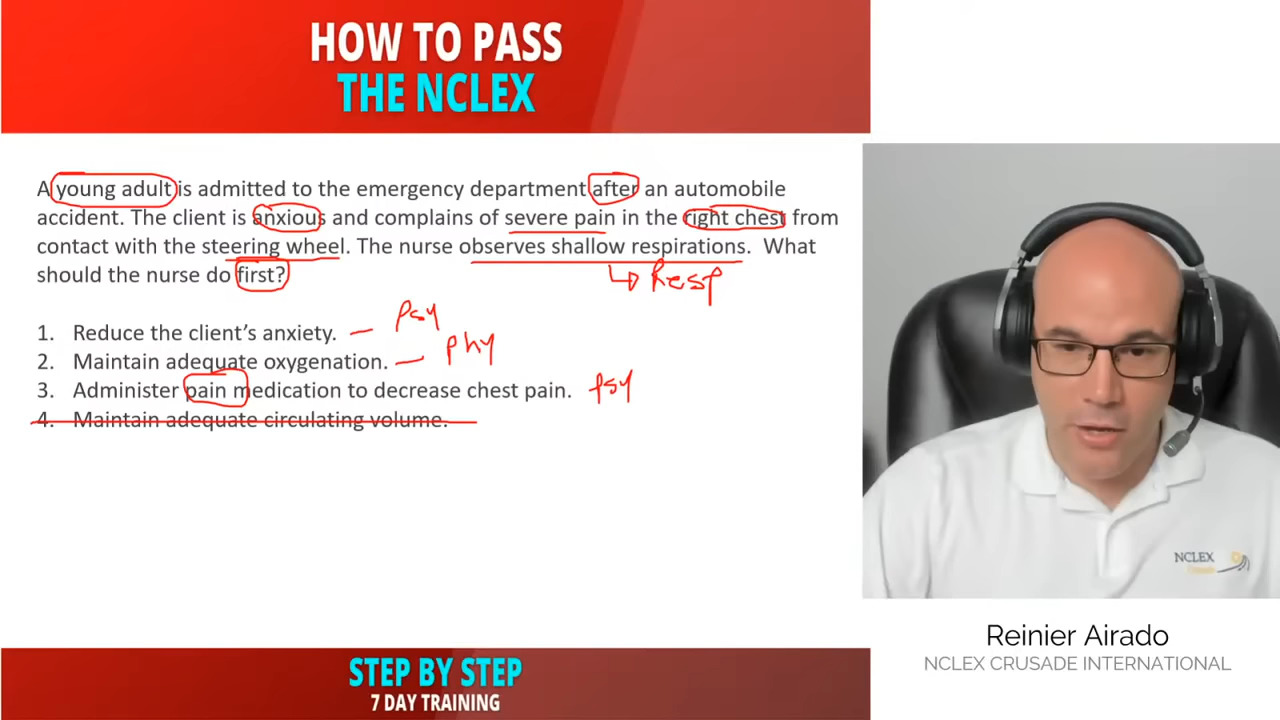 HOW TO PASS
THE NCLEX
A young adult is admitted to the emergency department after an automobile
accident. The client is anxious and complains of severe pain in the right chest from
contact with the steering wheel. The nurse observes shallow respirations. What
should the nurse do first?
Resp
1. Reduce the client's anxiety. — Psy
2. Maintain adequate oxygenation. — Phy
3. Administer pain medication to decrease chest pain. Psy
4. Maintain adequate circulating volume.
NCLEX
Reinier Airado
NCLEX CRUSADE INTERNATIONAL
STEP BY STEP
7 DAY TRAINING